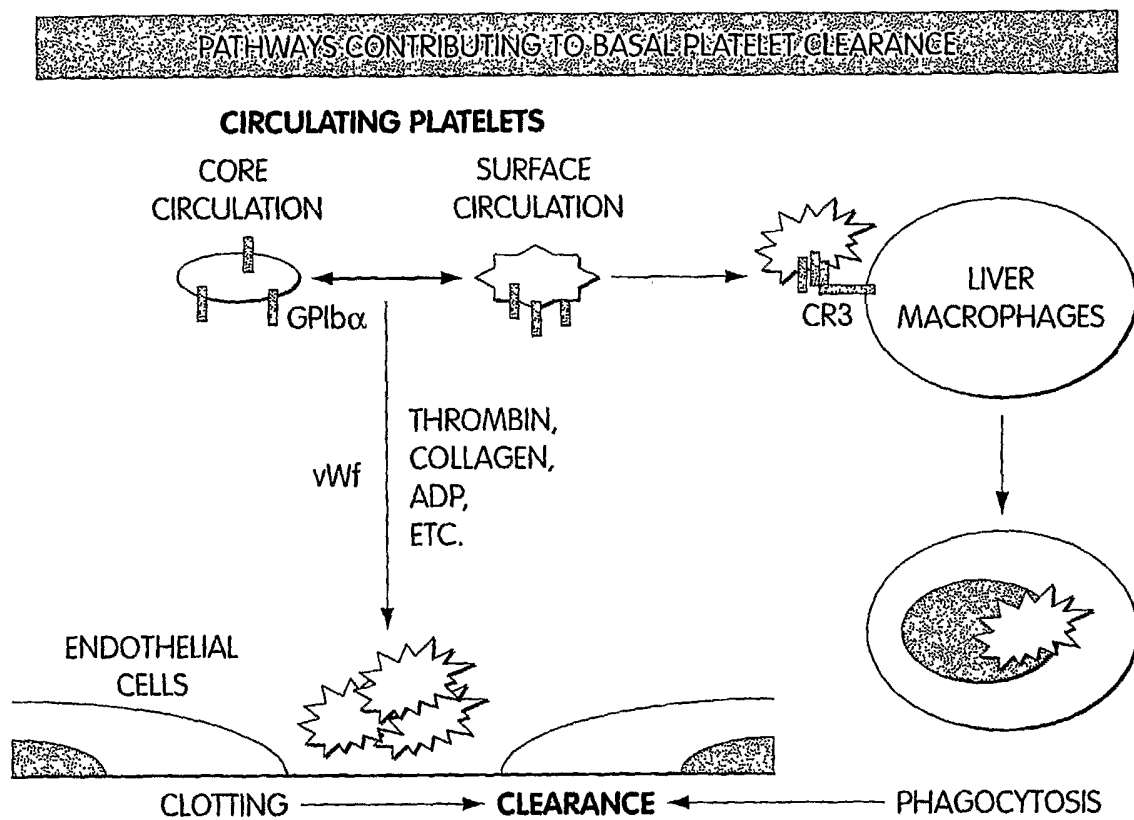 PATHWAYS CONTRIBUTING TO BASAL PLATELET CLEARANCE
CIRCULATING PLATELETS
CORE
CIRCULATION
SURFACE
CIRCULATION
GPIbα
CR3
LIVER
MACROPHAGES
vWf
THROMBIN,
COLLAGEN,
ADP,
ETC.
ENDOTHELIAL
CELLS
CLOTTING
CLEARANCE
PHAGOCYTOSIS